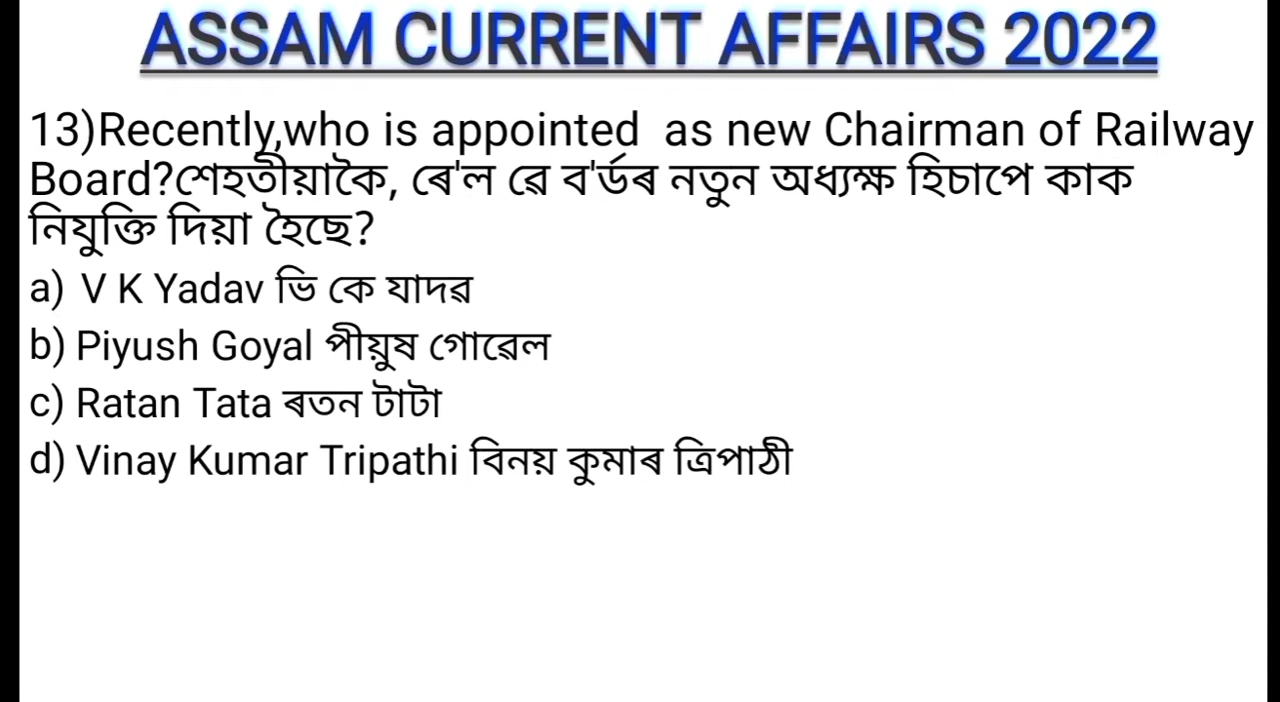 ASSAM CURRENT AFFAIRS 2022
13)Recently,who is appointed as new Chairman of Railway
Board?শেহতীয়াকৈ, ৰে'ল ৱে ব'ৰ্ডৰ নতুন অধ্যক্ষ হিচাপে কাক
নিযুক্তি দিয়া হৈছে?
a) V K Yadav ভি কে যাদৱ
b) Piyush Goyal পীয়ুষ গোৱেল
c) Ratan Tata ৰতন টাটা
d) Vinay Kumar Tripathi বিনয় কুমাৰ ত্ৰিপাঠী